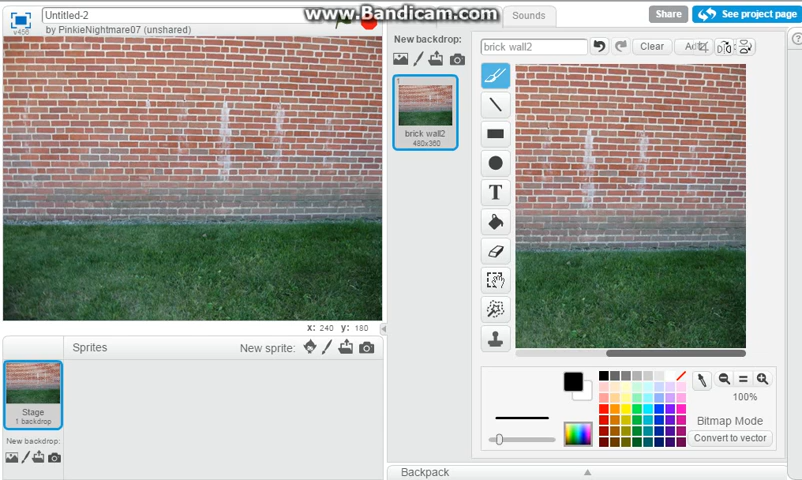 www.Bandicam.com
Untitled-2
by PinkieNightmare07 (unshared)
v456
Sounds
Share
See project page
New backdrop:
brick wall2
Clear
1
brick wall2
480x360
T
x: 240 y: 180
Sprites
New sprite:
Stage
1 backdrop
New backdrop:
100%
Bitmap Mode
Convert to vector
Backpack
?